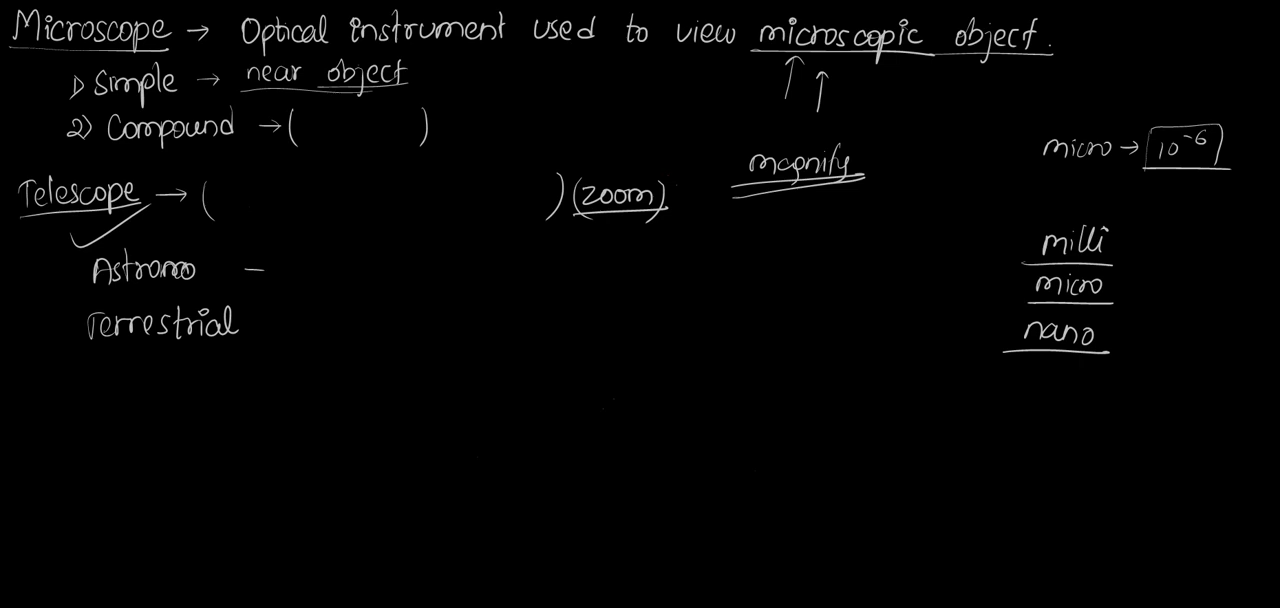 Microscope → Optical instrument used to view microscopic object.
1) Simple → near object
2) Compound → ( )
magnify
micro → 10⁻⁶
Telescope → ( ) (zoom)
milli
Astrono –
micro
Terrestrial
nano